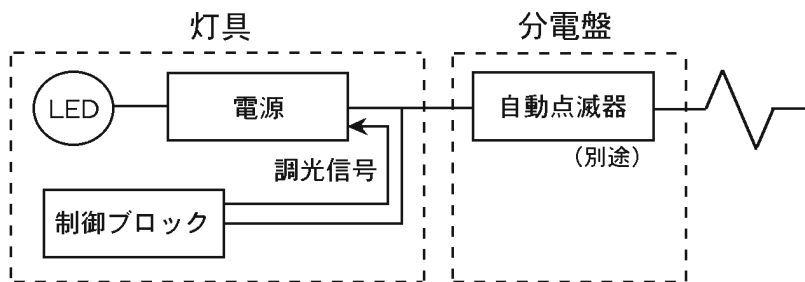 灯具
分電盤
LED
電源
自動点滅器
(別途)
調光信号
制御ブロック